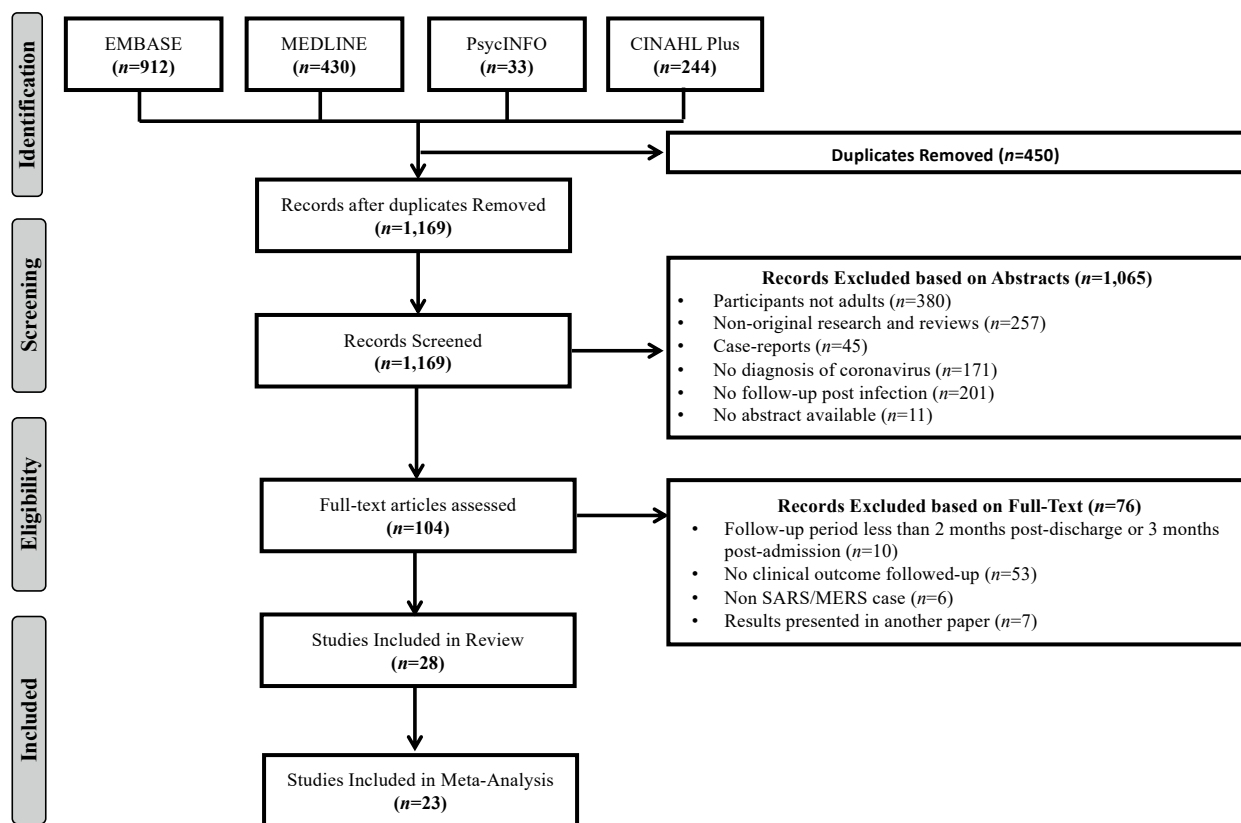 Identification
EMBASE
(n=912)
MEDLINE
(n=430)
PsycINFO
(n=33)
CINAHL Plus
(n=244)
Duplicates Removed (n=450)
Records after duplicates Removed
(n=1,169)
Screening
Records Screened
(n=1,169)
Records Excluded based on Abstracts (n=1,065)
• Participants not adults (n=380)
• Non-original research and reviews (n=257)
• Case-reports (n=45)
• No diagnosis of coronavirus (n=171)
• No follow-up post infection (n=201)
• No abstract available (n=11)
Eligibility
Full-text articles assessed
(n=104)
Records Excluded based on Full-Text (n=76)
• Follow-up period less than 2 months post-discharge or 3 months
post-admission (n=10)
• No clinical outcome followed-up (n=53)
• Non SARS/MERS case (n=6)
• Results presented in another paper (n=7)
Included
Studies Included in Review
(n=28)
Studies Included in Meta-Analysis
(n=23)